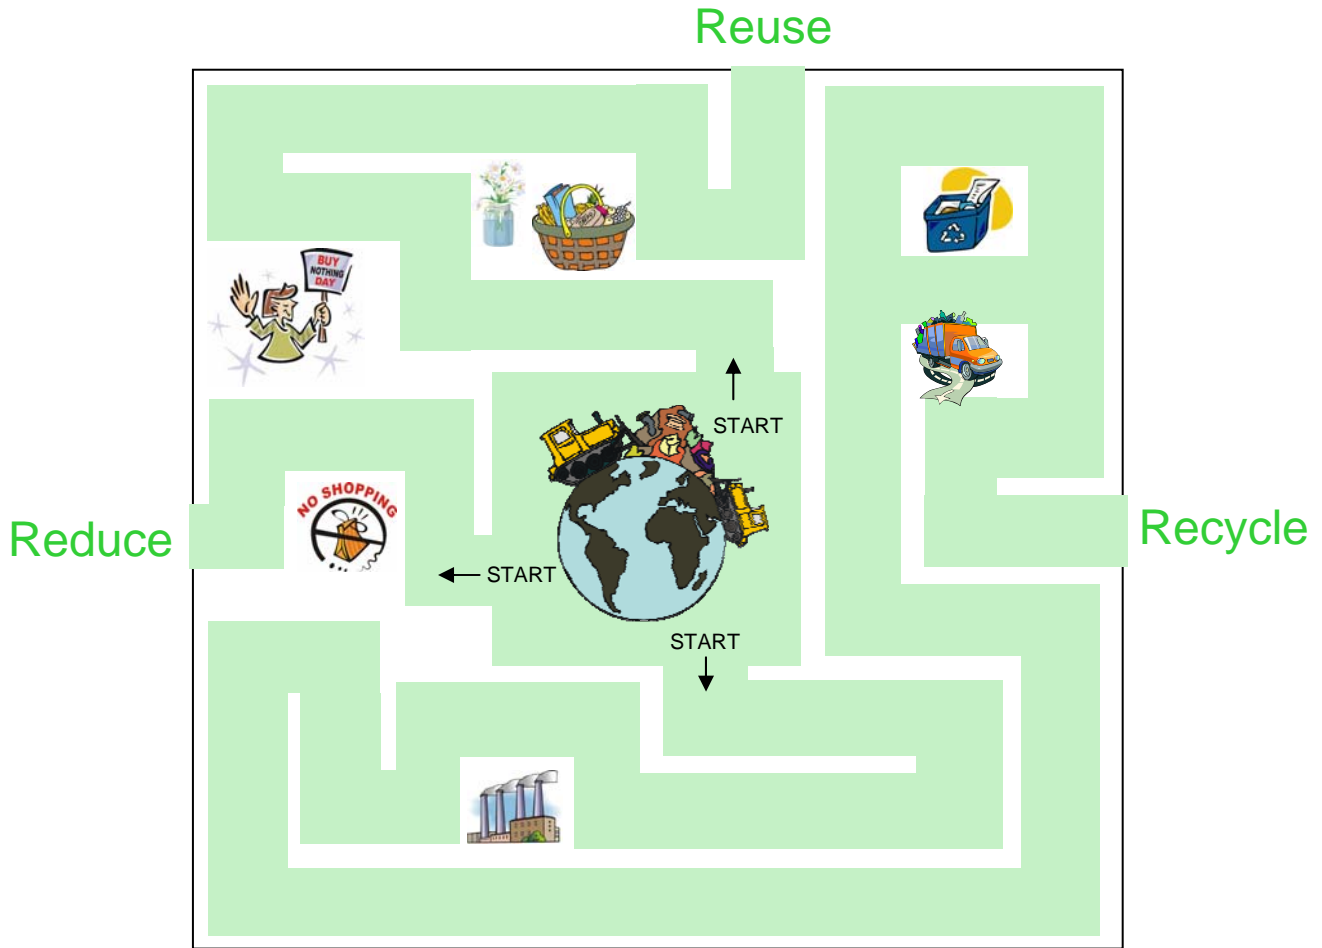 Reuse
BUY
NOTHING
DAY
START
NO SHOPPING
Reduce
START
Recycle
START